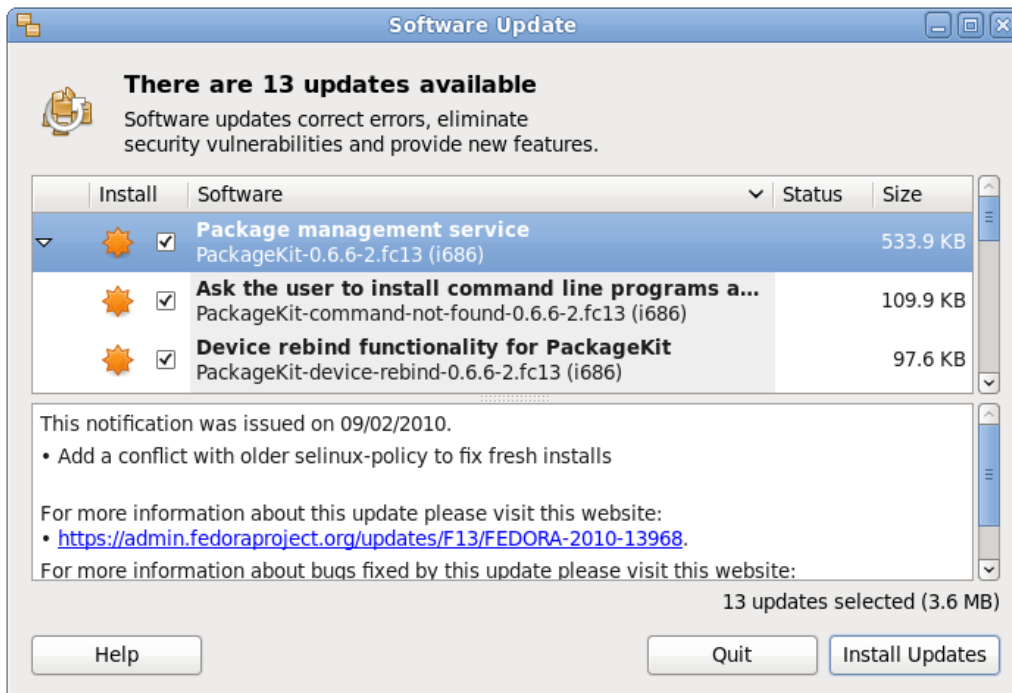 Software Update
There are 13 updates available
Software updates correct errors, eliminate
security vulnerabilities and provide new features.
Install Software Status Size
Package management service
PackageKit-0.6.6-2.fc13 (i686)
533.9 KB
Ask the user to install command line programs a...
PackageKit-command-not-found-0.6.6-2.fc13 (i686)
109.9 KB
Device rebind functionality for PackageKit
PackageKit-device-rebind-0.6.6-2.fc13 (i686)
97.6 KB
This notification was issued on 09/02/2010.
• Add a conflict with older selinux-policy to fix fresh installs
For more information about this update please visit this website:
• https://admin.fedoraproject.org/updates/F13/FEDORA-2010-13968.
For more information about bugs fixed by this update please visit this website:
13 updates selected (3.6 MB)
Help Quit Install Updates